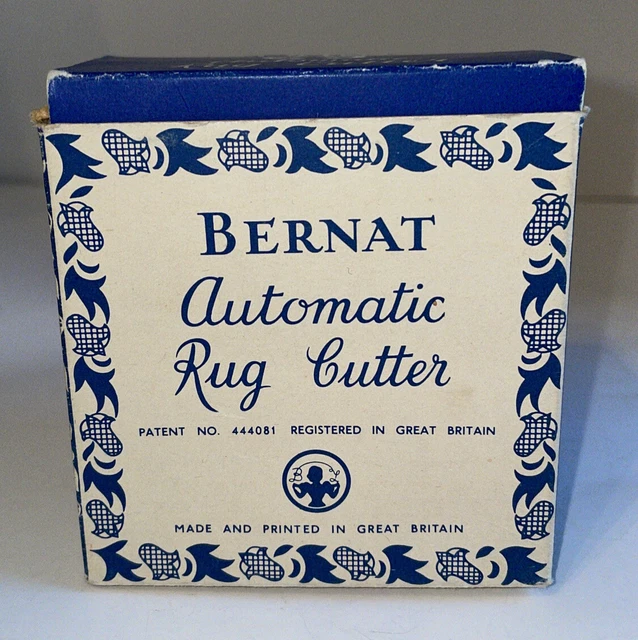 BERNAT
Automatic
Rug Cutter
PATENT NO. 444081 REGISTERED IN GREAT BRITAIN
MADE AND PRINTED IN GREAT BRITAIN